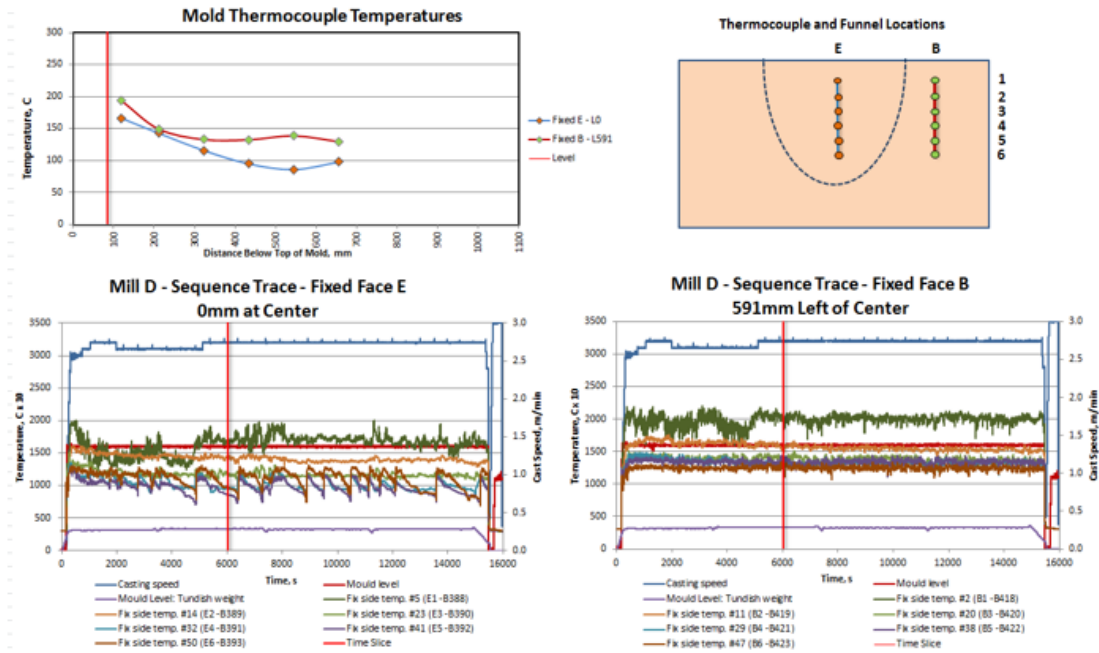 Mold Thermocouple Temperatures
300
250
200
150
100
50
0
Temperature, C
0 100 200 300 400 500 600 700 800 900 1000 1100
Distance Below Top of Mold, mm
Fixed E - L0
Fixed B - L591
Level
Thermocouple and Funnel Locations
E B
1
2
3
4
5
6
Mill D - Sequence Trace - Fixed Face E
0mm at Center
3500
3000
2500
2000
1500
1000
500
0
Temperature, C x 10
3.0
2.5
2.0
1.5
1.0
0.5
0.0
Cast Speed, m/min
0 2000 4000 6000 8000 10000 12000 14000 16000
Time, s
Casting speed
Mould level
Mould Level: Tundish weight
Fix side temp. #5 (E1 -B388)
Fix side temp. #14 (E2 -B389)
Fix side temp. #23 (E3 -B390)
Fix side temp. #32 (E4 -B391)
Fix side temp. #41 (E5 -B392)
Fix side temp. #50 (E6 -B393)
Time Slice
Mill D - Sequence Trace - Fixed Face B
591mm Left of Center
3500
3000
2500
2000
1500
1000
500
0
Temperature, C x 10
3.0
2.5
2.0
1.5
1.0
0.5
0.0
Cast Speed, m/min
0 2000 4000 6000 8000 10000 12000 14000 16000
Time, s
Casting speed
Mould level
Mould Level: Tundish weight
Fix side temp. #2 (B1 -B418)
Fix side temp. #11 (B2 -B419)
Fix side temp. #20 (B3 -B420)
Fix side temp. #29 (B4 -B421)
Fix side temp. #38 (B5 -B422)
Fix side temp. #47 (B6 -B423)
Time Slice